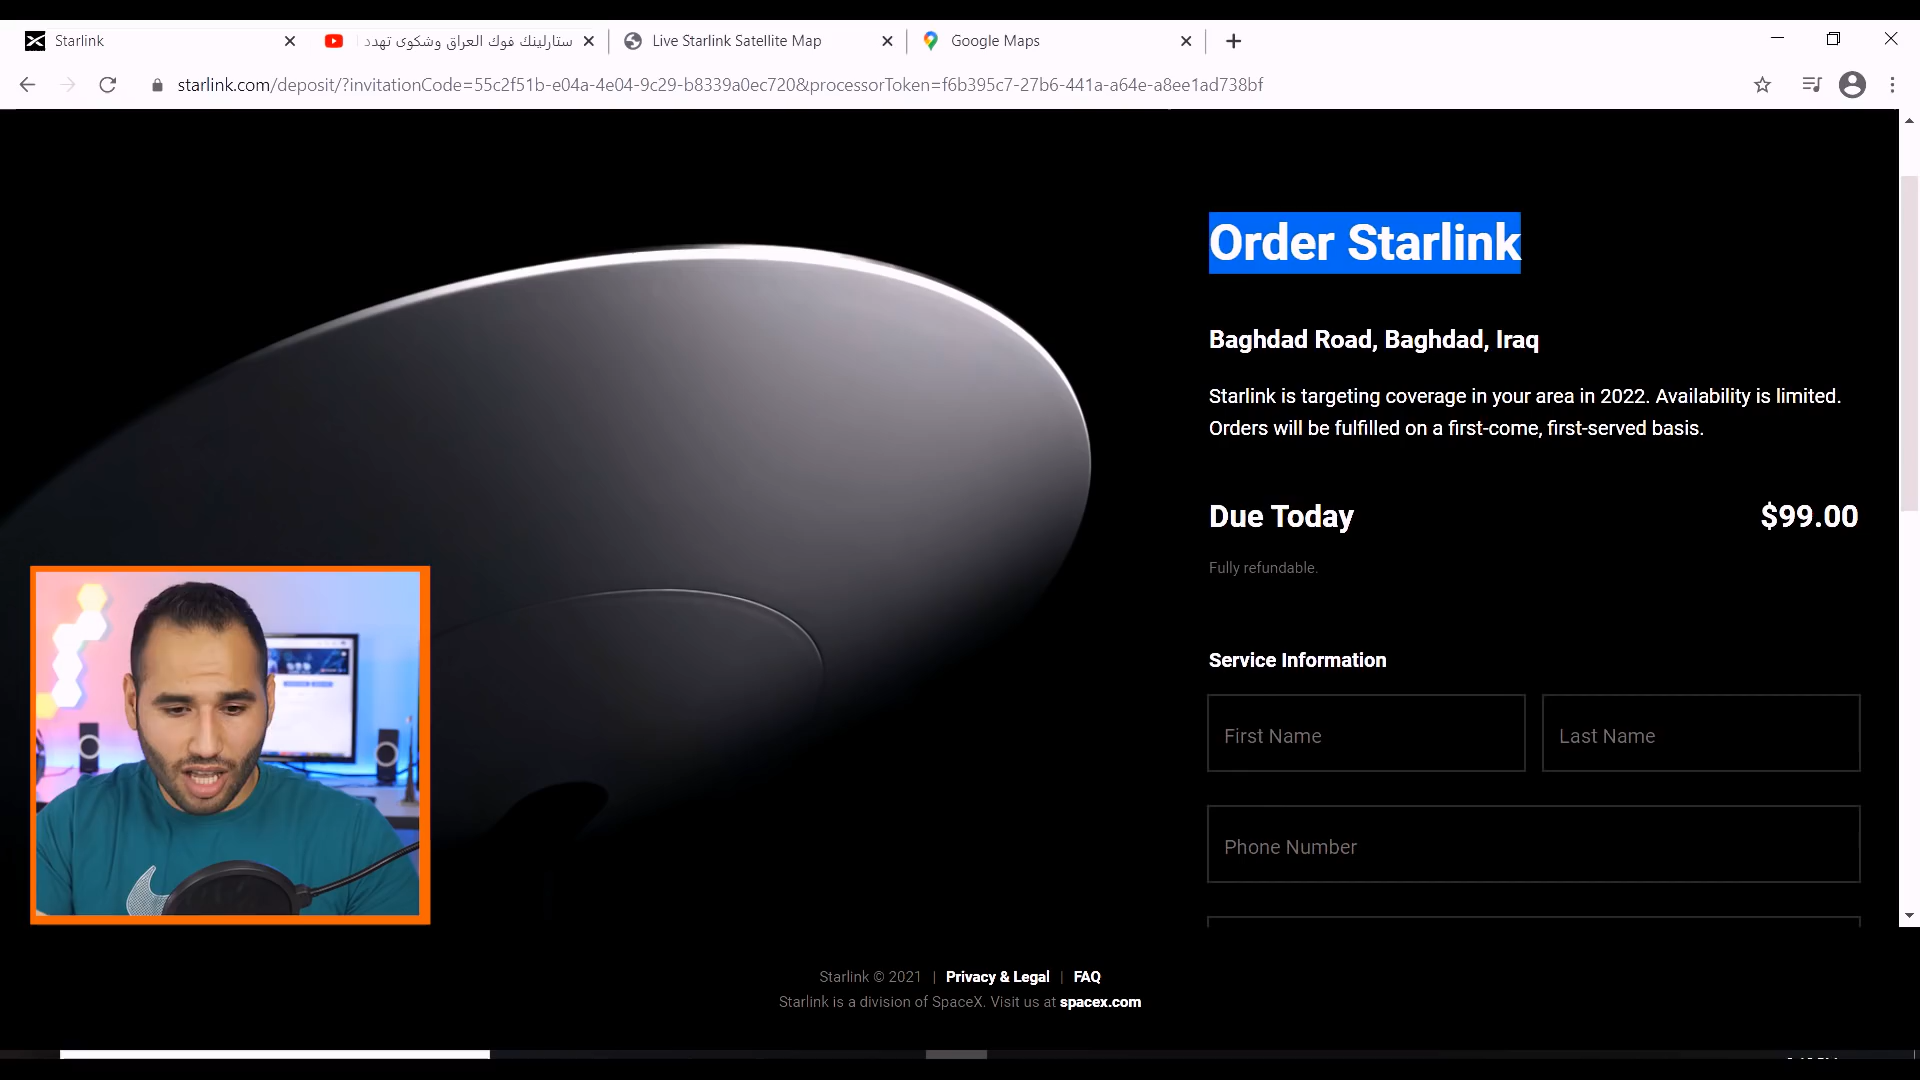 Starlink
ستارلينك فوك العراق وشكوى تهدد
Live Starlink Satellite Map
Google Maps
starlink.com/deposit/?invitationCode=55c2f51b-e04a-4e04-9c29-b8339a0ec720&processorToken=f6b395c7-27b6-441a-a64e-a8ee1ad738bf
Order Starlink
Baghdad Road, Baghdad, Iraq
Starlink is targeting coverage in your area in 2022. Availability is limited.
Orders will be fulfilled on a first-come, first-served basis.
Due Today $99.00
Fully refundable.
Service Information
First Name Last Name
Phone Number
Starlink © 2021 | Privacy & Legal | FAQ
Starlink is a division of SpaceX. Visit us at spacex.com